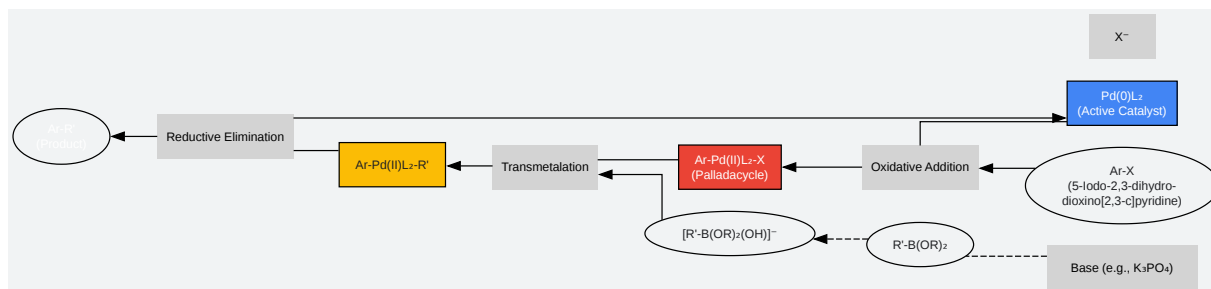 X⁻
Pd(0)L₂
(Active Catalyst)
Ar-R'
(Product)
Reductive Elimination
Ar-Pd(II)L₂-R'
Transmetalation
Ar-Pd(II)L₂-X
(Palladacycle)
Oxidative Addition
Ar-X
(5-Iodo-2,3-dihydro-
dioxino[2,3-c]pyridine)
[R'-B(OR)₂(OH)]⁻
R'-B(OR)₂
Base (e.g., K₃PO₄)